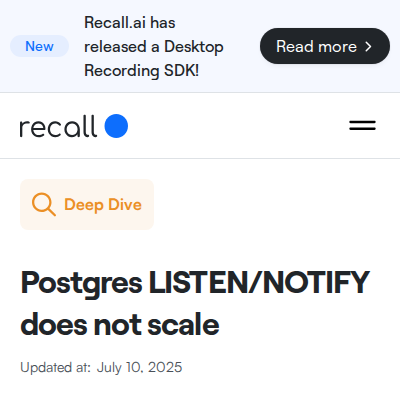 New
Recall.ai has
released a Desktop
Recording SDK!
Read more
recall
Deep Dive
Postgres LISTEN/NOTIFY
does not scale
Updated at: July 10, 2025